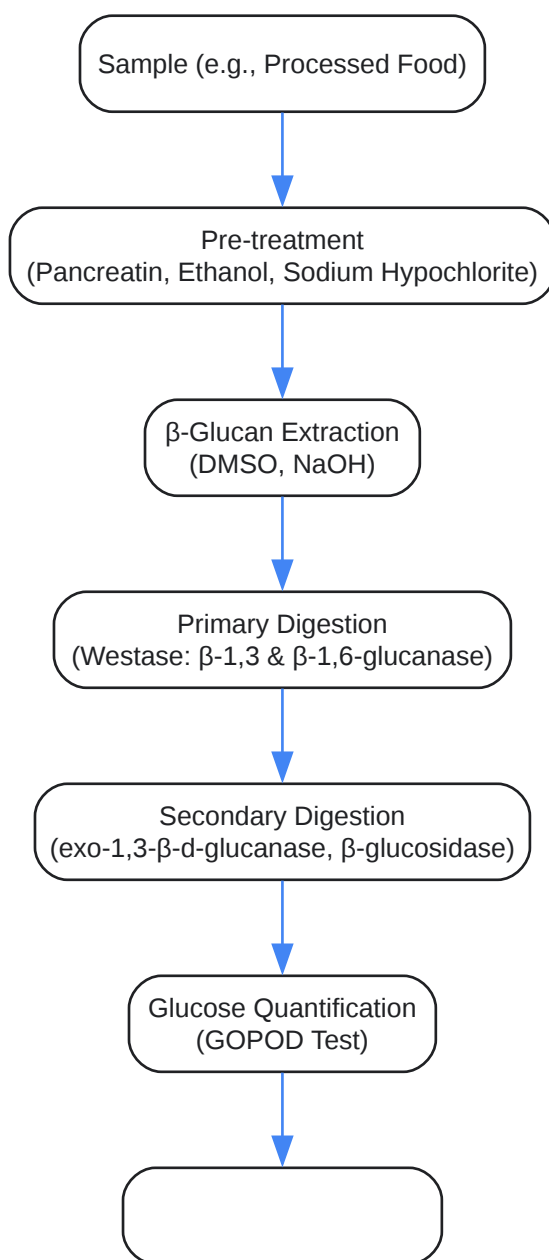 Sample (e.g., Processed Food)
Pre-treatment
(Pancreatin, Ethanol, Sodium Hypochlorite)
β-Glucan Extraction
(DMSO, NaOH)
Primary Digestion
(Westase: β-1,3 & β-1,6-glucanase)
Secondary Digestion
(exo-1,3-β-d-glucanase, β-glucosidase)
Glucose Quantification
(GOPOD Test)